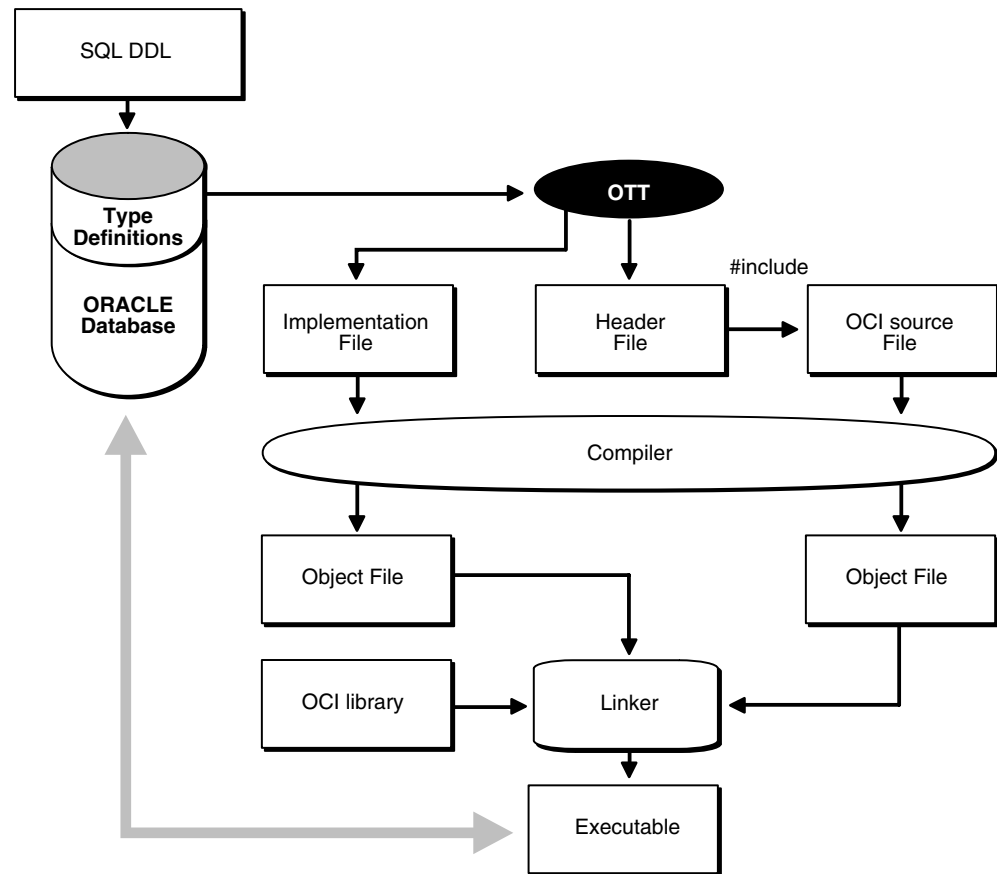 SQL DDL
Type
Definitions
ORACLE
Database
OTT
#include
Implementation
File
Header
File
OCI source
File
Compiler
Object File
Object File
OCI library
Linker
Executable